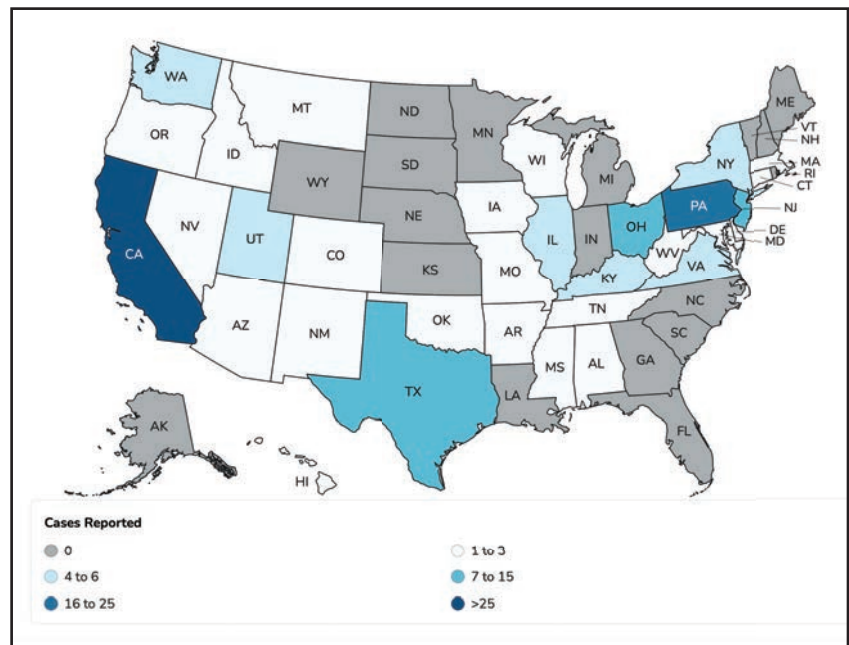 WA
MT
ND
MN
ME
VT
NH
OR
ID
WI
NY
MA
RI
CT
SD
MI
WY
IA
PA
NJ
NE
NV
OH
IL
IN
DE
MD
UT
WV
CO
CA
KS
MO
KY
VA
TN
NC
AZ
NM
OK
AR
SC
MS
AL
GA
TX
LA
AK
FL
HI
Cases Reported
0
1 to 3
4 to 6
7 to 15
16 to 25
>25